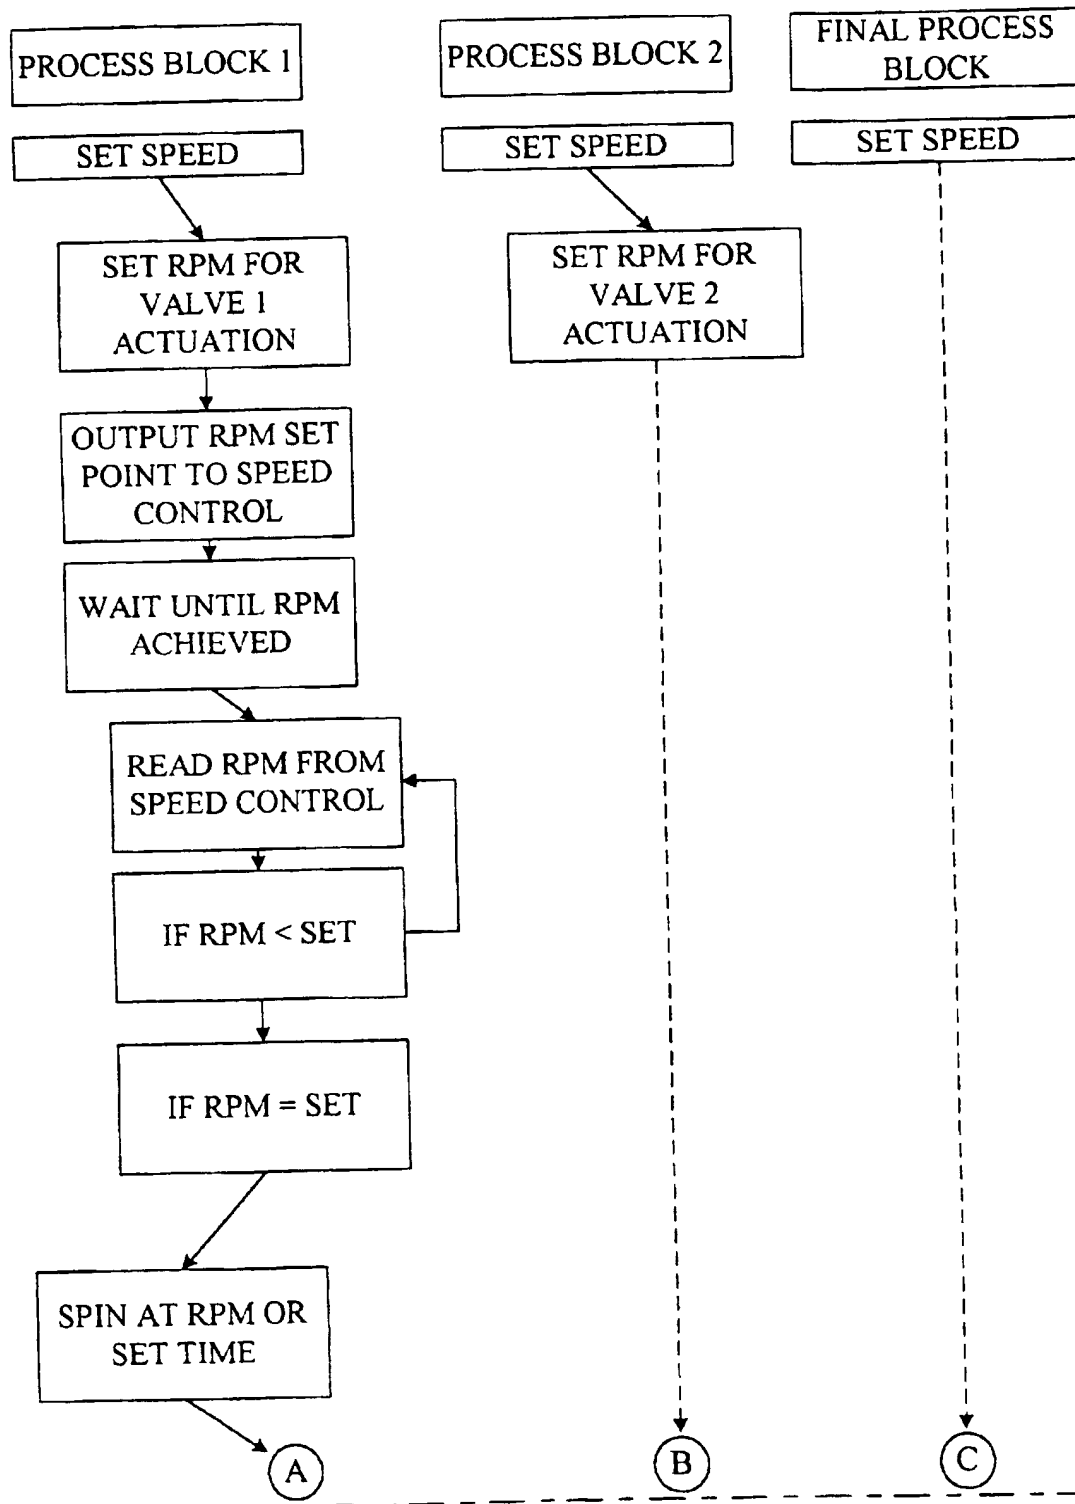 PROCESS BLOCK 1
SET SPEED
SET RPM FOR
VALVE 1
ACTUATION
OUTPUT RPM SET
POINT TO SPEED
CONTROL
WAIT UNTIL RPM
ACHIEVED
READ RPM FROM
SPEED CONTROL
IF RPM < SET
IF RPM = SET
SPIN AT RPM OR
SET TIME
A
PROCESS BLOCK 2
SET SPEED
SET RPM FOR
VALVE 2
ACTUATION
B
FINAL PROCESS
BLOCK
SET SPEED
C